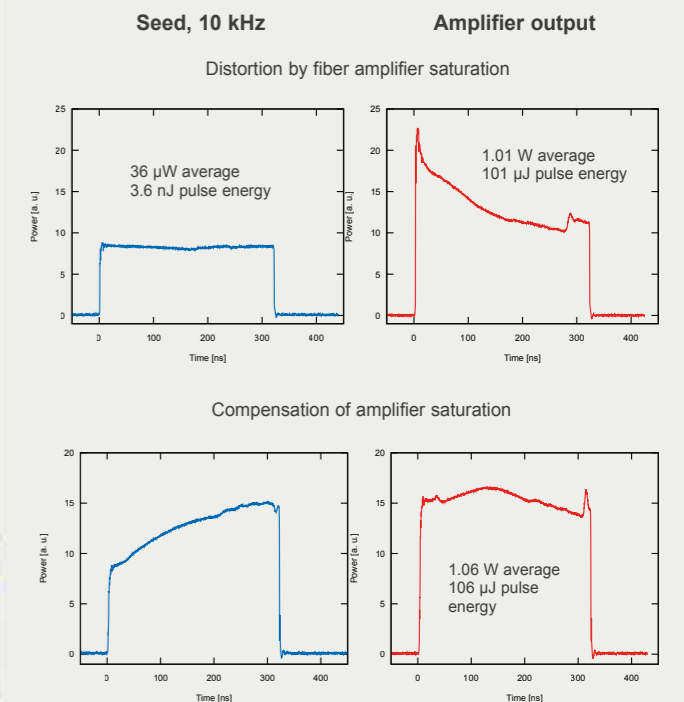 Seed, 10 kHz
Amplifier output
Distortion by fiber amplifier saturation
25
20
15
10
5
0
Power [a. u.]
36 µW average
3.6 nJ pulse energy
0 100 200 300 400
Time [ns]
25
20
15
10
5
0
Power [a. u.]
1.01 W average
101 µJ pulse energy
0 100 200 300 400
Time [ns]
Compensation of amplifier saturation
20
15
10
5
0
Power [a. u.]
0 100 200 300 400
Time [ns]
20
15
10
5
0
Power [a. u.]
1.06 W average
106 µJ pulse
energy
0 100 200 300 400
Time [ns]